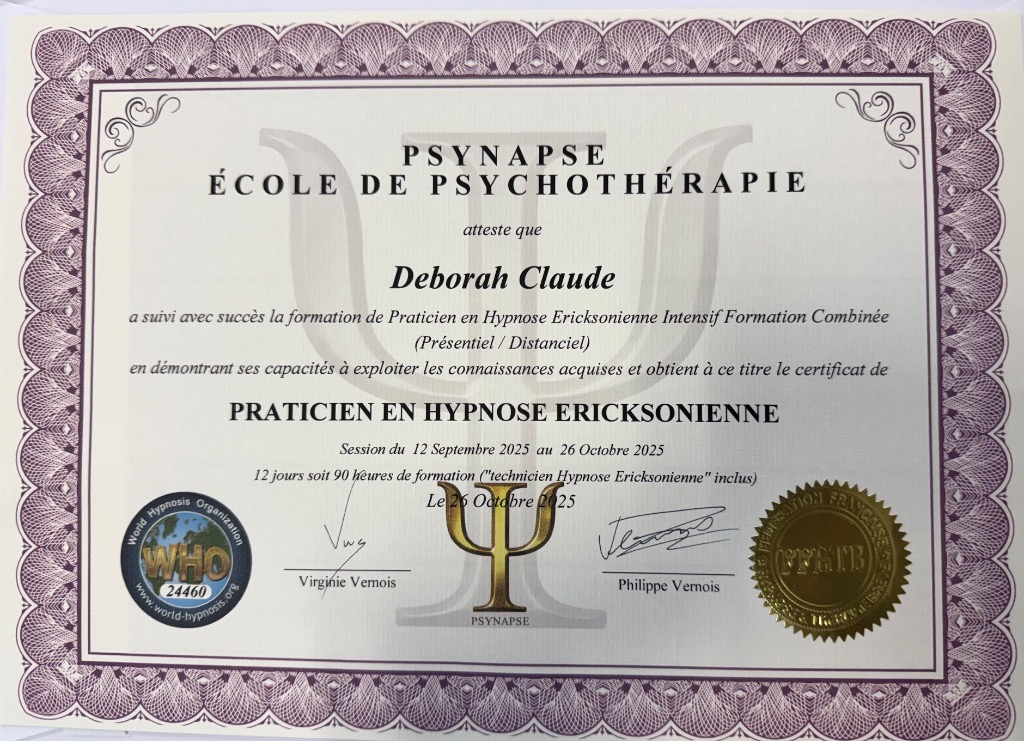 PSYNAPSE
ÉCOLE DE PSYCHOTHÉRAPIE
atteste que
Deborah Claude
a suivi avec succès la formation de Praticien en Hypnose Ericksonienne Intensif Formation Combinée
(Présentiel / Distanciel)
en démontrant ses capacités à exploiter les connaissances acquises et obtient à ce titre le certificat de
PRATICIEN EN HYPNOSE ERICKSONIENNE
Session du 12 Septembre 2025 au 26 Octobre 2025
12 jours soit 90 heures de formation ("technicien Hypnose Ericksonienne" inclus)
Le 26 Octobre 2025
World Hypnosis Organization
WHO
24460
www.world-hypnosis.org
Virginie Vernois
PSYNAPSE
Philippe Vernois
FÉDÉRATION FRANÇAISE